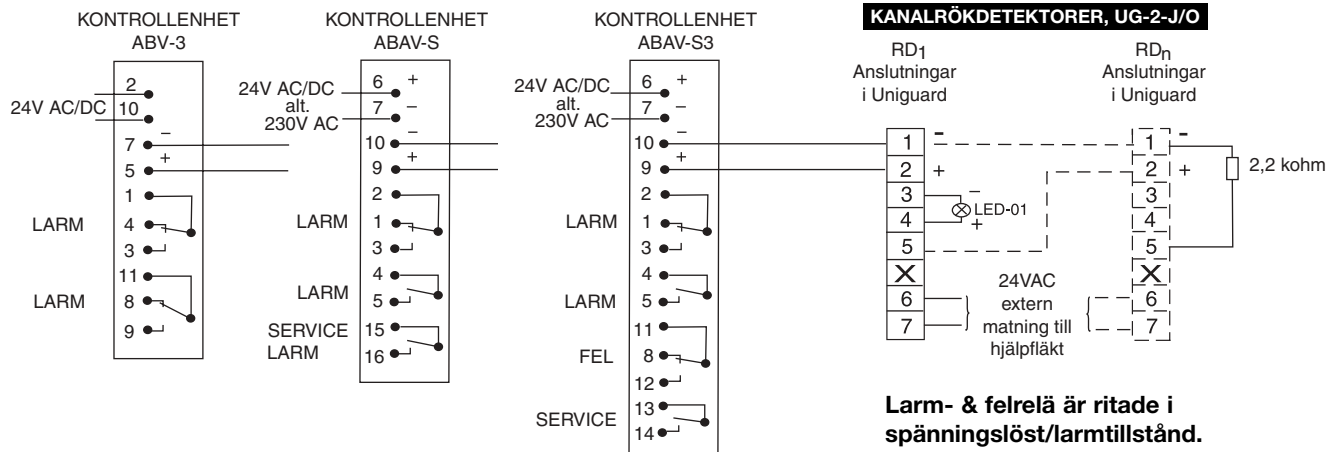 KONTROLLENHET
ABV-3
2
24V AC/DC 10
7 −
5 +
1
LARM 4
3
11
LARM 8
9
KONTROLLENHET
ABAV-S
24V AC/DC 6 +
alt. 7 −
230V AC
10 −
9 +
2
LARM 1
3
4
LARM 5
SERVICE 15
LARM 16
KONTROLLENHET
ABAV-S3
24V AC/DC 6 +
alt. 7 −
230V AC
10 −
9 +
2
LARM 1
3
4
LARM 5
11
FEL 8
12
SERVICE 13
14
KANALRÖKDETEKTORER, UG-2-J/O
RD1
Anslutningar
i Uniguard
1 -
2 +
3 −
LED-01
4 +
5
X
6
7
24VAC
extern
matning till
hjälpfläkt
RDn
Anslutningar
i Uniguard
1 -
2 +
3
4
5
X
6
7
2,2 kohm
Larm- & felrelä är ritade i
spänningslöst/larmtillstånd.